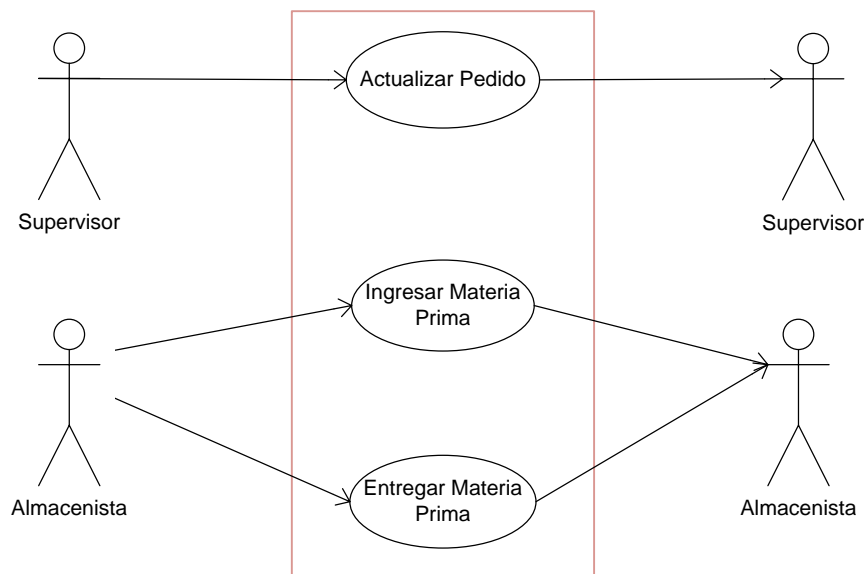 Actualizar Pedido
Supervisor
Supervisor
Ingresar Materia
Prima
Entregar Materia
Prima
Almacenista
Almacenista